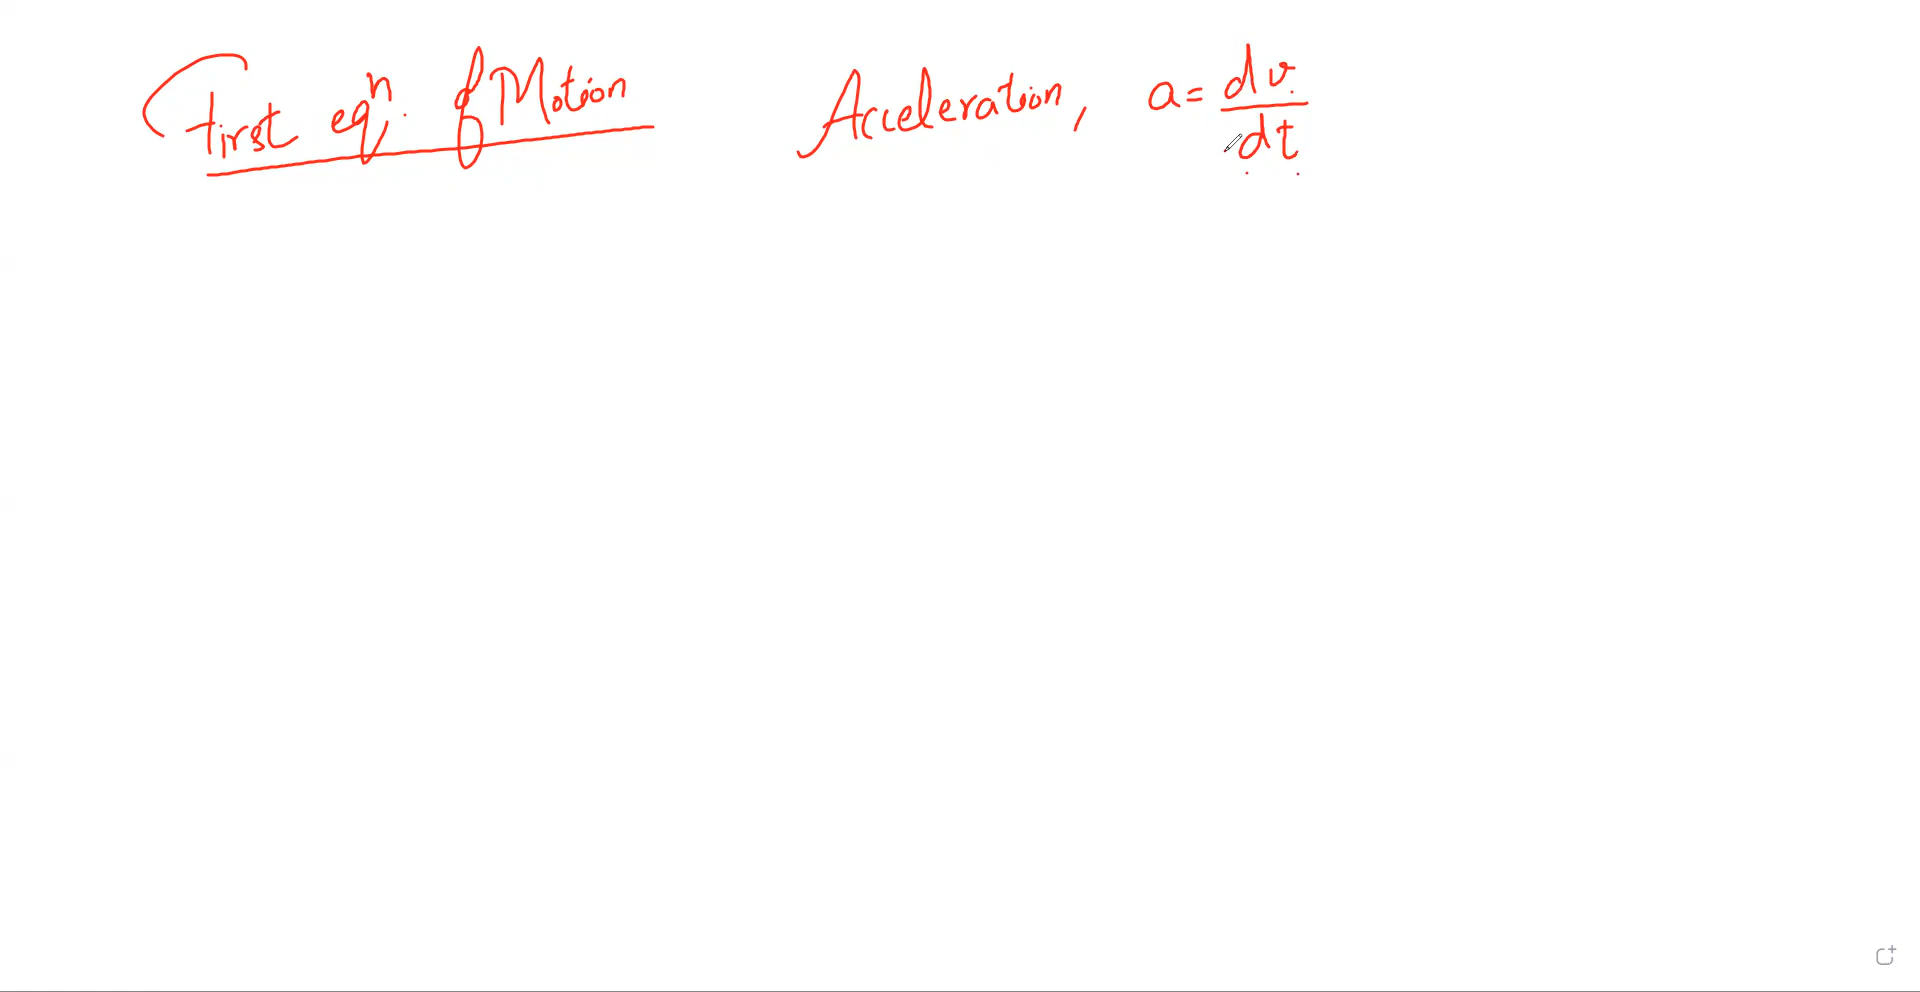 First eqⁿ. of Motion Acceleration, a = dv/dt